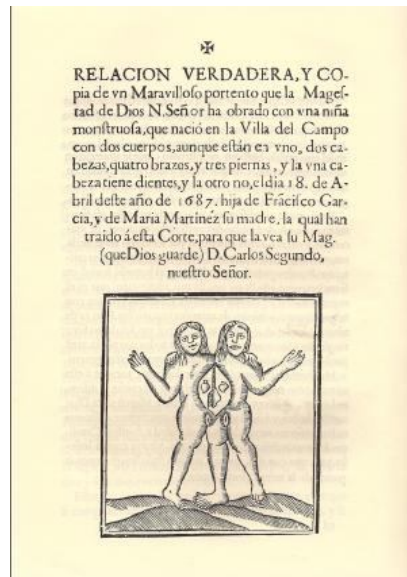 RELACION VERDADERA, Y CO-
pia de vn Maravilloso portento que la Mages-
tad de Dios N. Señor ha obrado con vna niña
monstruosa, que nació en la Villa del Campo
con dos cuerpos, aunque están en vno, dos ca-
bezas, quatro brazos, y tres piernas, y la vna ca-
beza tiene dientes, y la otro no, el dia 18. de A-
bril deste año de 1687. hija de Frācisco Gar-
cia, y de Maria Martinez su madre. la qual han
traido á esta Corte, para que la vea su Mag.
(que Dios guarde) D. Carlos Segundo,
nuestro Señor.